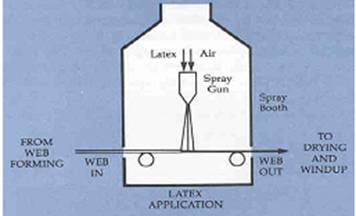 Latex Air
Spray
Gun
Spray
Booth
FROM
WEB
FORMING
WEB
IN
WEB
OUT
TO
DRYING
AND
WINDUP
LATEX
APPLICATION